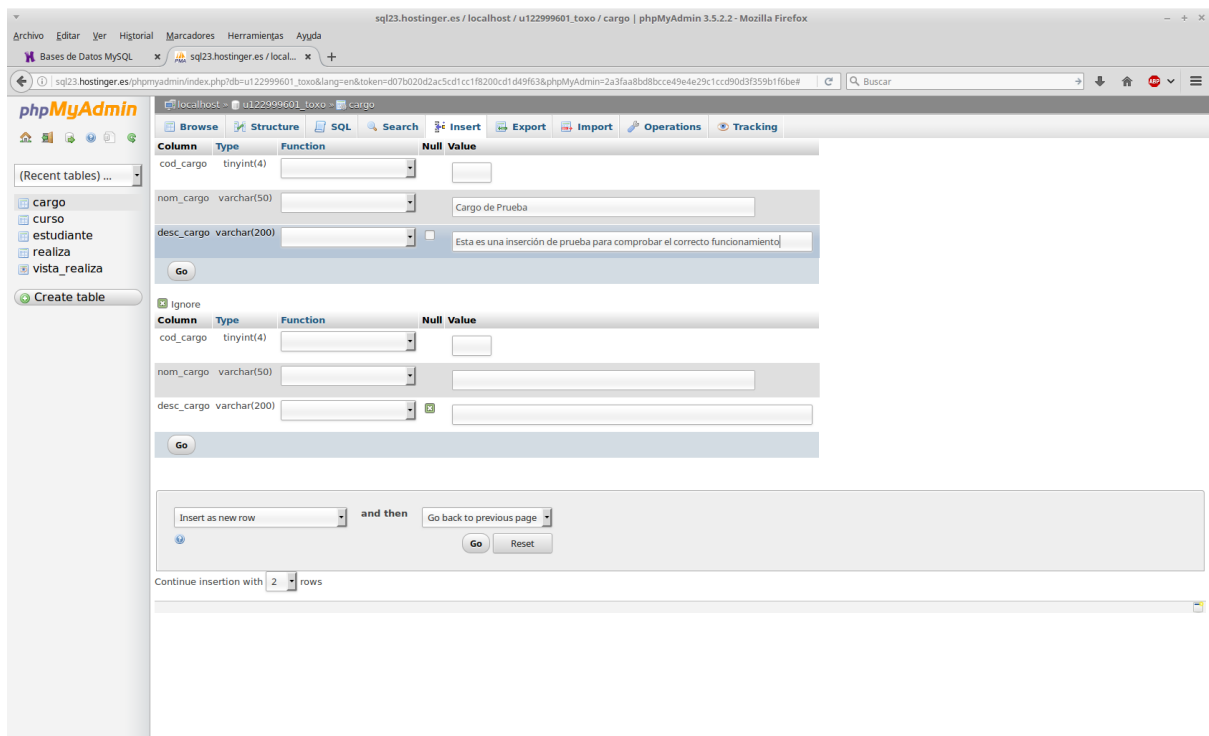 sql23.hostinger.es / localhost / u122999601_toxo / cargo | phpMyAdmin 3.5.2.2 - Mozilla Firefox
Archivo Editar Ver Historial Marcadores Herramientas Ayuda
Bases de Datos MySQL sql23.hostinger.es / local...
sql23.hostinger.es/phpmyadmin/index.php?db=u122999601_toxo&lang=en&token=d07b020d2ac5cd1cc1f8200cd1d49f63&phpMyAdmin=2a3faa8bd8bcce49e4e29c1ccd90d3f359b1f6be# Buscar ABP
phpMyAdmin
localhost » u122999601_toxo » cargo
Browse Structure SQL Search Insert Export Import Operations Tracking
(Recent tables) ...
cargo
curso
estudiante
realiza
vista_realiza
Create table
Column Type Function Null Value
cod_cargo tinyint(4)
nom_cargo varchar(50) Cargo de Prueba
desc_cargo varchar(200) Esta es una inserción de prueba para comprobar el correcto funcionamiento
Go
Ignore
Column Type Function Null Value
cod_cargo tinyint(4)
nom_cargo varchar(50)
desc_cargo varchar(200)
Go
Insert as new row and then Go back to previous page
Go Reset
Continue insertion with 2 rows